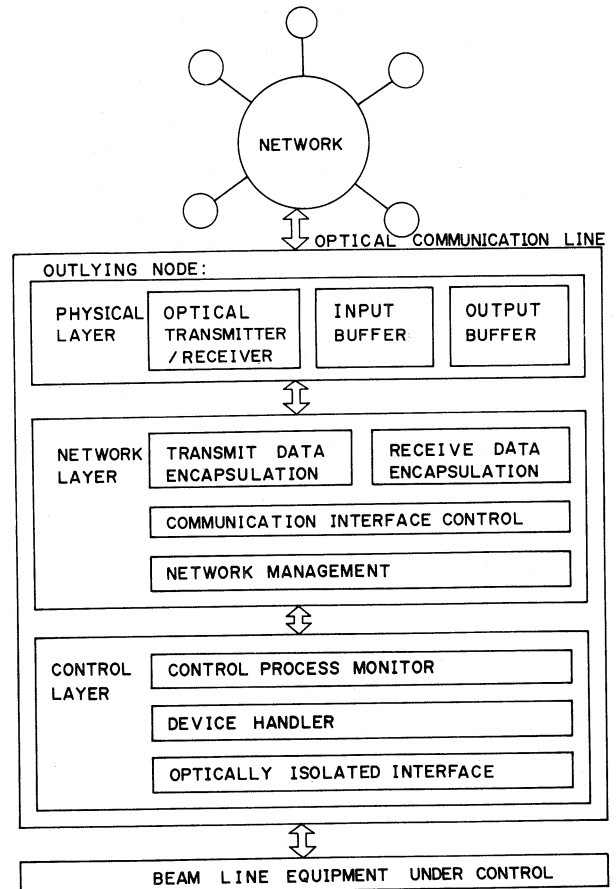 NETWORK
OPTICAL COMMUNICATION LINE
OUTLYING NODE:
PHYSICAL
LAYER
OPTICAL
TRANSMITTER
/RECEIVER
INPUT
BUFFER
OUTPUT
BUFFER
NETWORK
LAYER
TRANSMIT DATA
ENCAPSULATION
RECEIVE DATA
ENCAPSULATION
COMMUNICATION INTERFACE CONTROL
NETWORK MANAGEMENT
CONTROL
LAYER
CONTROL PROCESS MONITOR
DEVICE HANDLER
OPTICALLY ISOLATED INTERFACE
BEAM LINE EQUIPMENT UNDER CONTROL